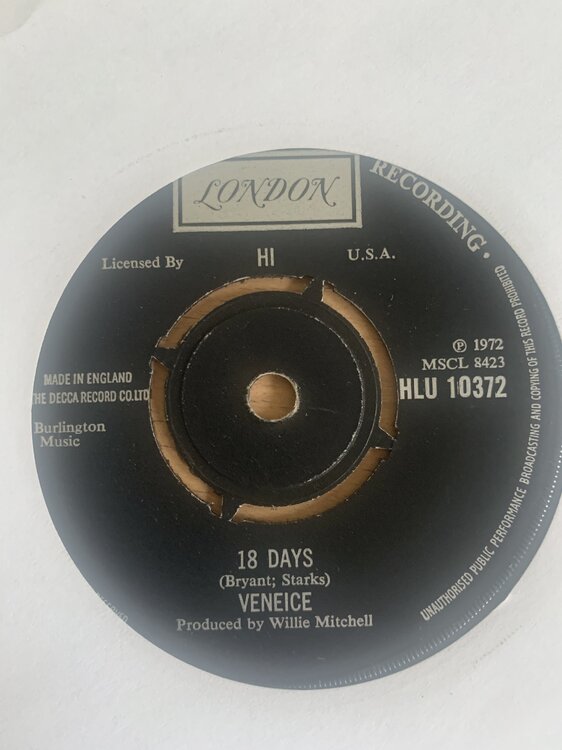 LONDON
RECORDING.
Licensed By HI U.S.A.
℗ 1972
MSCL 8423
HLU 10372
MADE IN ENGLAND
THE DECCA RECORD CO.LTD
Burlington
Music
18 DAYS
(Bryant; Starks)
VENEICE
Produced by Willie Mitchell
UNAUTHORISED PUBLIC PERFORMANCE BROADCASTING AND COPYING OF THIS RECORD PROHIBITED